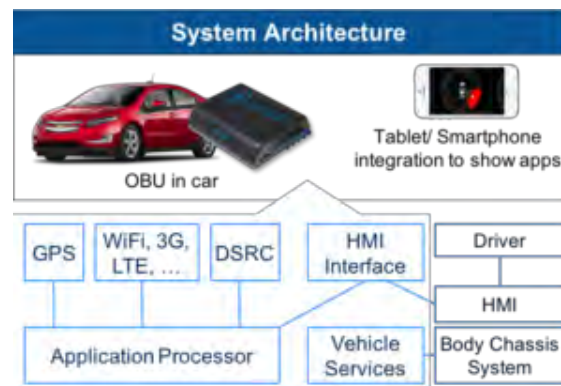 System Architecture
OBU in car
Tablet/ Smartphone
integration to show apps
GPS
WiFi, 3G,
LTE, ...
DSRC
HMI
Interface
Driver
HMI
Application Processor
Vehicle
Services
Body Chassis
System